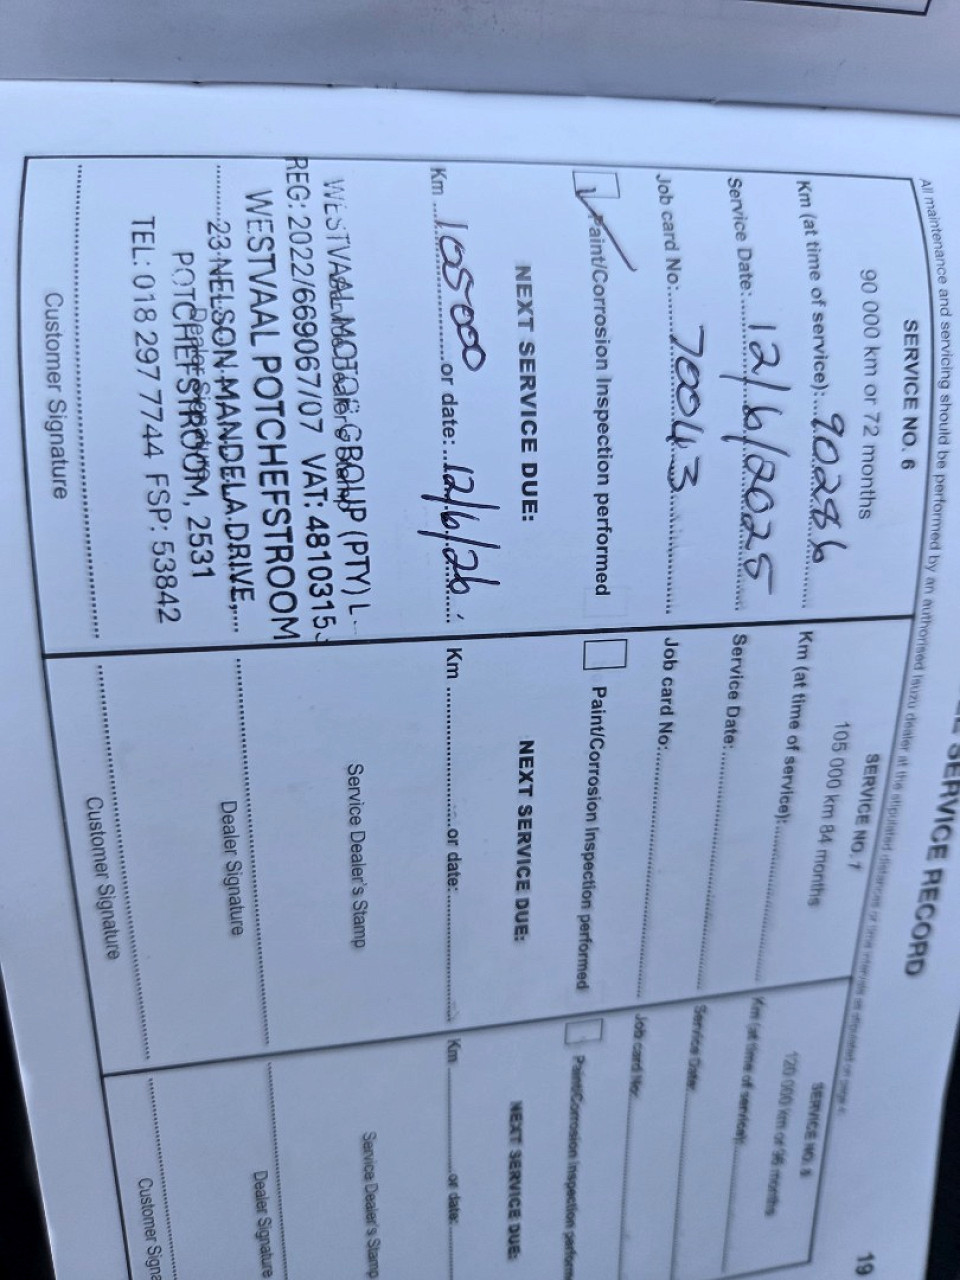 SERVICE RECORD
All maintenance and servicing should be performed by an authorised Isuzu dealer at the stipulated distances or time intervals as stipulated on page
SERVICE NO. 6
90 000 km or 72 months
Km (at time of service): 90286
Service Date: 12/6/2025
Job card No: 70043
Paint/Corrosion Inspection performed
NEXT SERVICE DUE:
Km 105000 or date: 12/6/26
WESTVAAL MOTOR GROUP (PTY) L
REG: 2022/669067/07 VAT: 4810315
WESTVAAL POTCHEFSTROOM
23 NELSON MANDELA DRIVE,
Dealer Signature
POTCHEFSTROOM, 2531
TEL: 018 297 7744 FSP: 53842
Customer Signature
SERVICE NO. 7
105 000 km 84 months
Km (at time of service):
Service Date:
Job card No:
Paint/Corrosion Inspection performed
NEXT SERVICE DUE:
Km or date:
Service Dealer's Stamp
Dealer Signature
Customer Signature
SERVICE NO. 8
120 000 km or 96 months
Km (at time of service):
Service Date:
Job card No:
Paint/Corrosion Inspection perform
NEXT SERVICE DUE:
Km or date:
Service Dealer's Stamp
Dealer Signature
Customer Signa
19